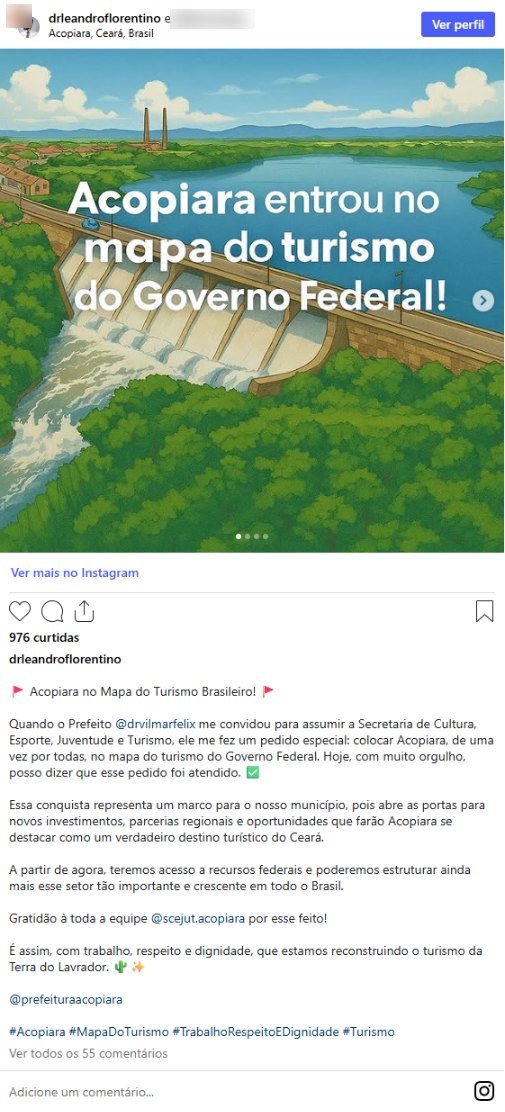 drleandroflorentino e
Acopiara, Ceará, Brasil
Ver perfil
Acopiara entrou no
mapa do turismo
do Governo Federal!
Ver mais no Instagram
976 curtidas
drleandroflorentino
🚩 Acopiara no Mapa do Turismo Brasileiro! 🚩
Quando o Prefeito @drvilmarfelix me convidou para assumir a Secretaria de Cultura,
Esporte, Juventude e Turismo, ele me fez um pedido especial: colocar Acopiara, de uma
vez por todas, no mapa do turismo do Governo Federal. Hoje, com muito orgulho,
posso dizer que esse pedido foi atendido. ✅
Essa conquista representa um marco para o nosso município, pois abre as portas para
novos investimentos, parcerias regionais e oportunidades que farão Acopiara se
destacar como um verdadeiro destino turístico do Ceará.
A partir de agora, teremos acesso a recursos federais e poderemos estruturar ainda
mais esse setor tão importante e crescente em todo o Brasil.
Gratidão à toda a equipe @scejut.acopiara por esse feito!
É assim, com trabalho, respeito e dignidade, que estamos reconstruindo o turismo da
Terra do Lavrador. 🌵 ✨
@prefeituraacopiara
#Acopiara #MapaDoTurismo #TrabalhoRespeitoEDignidade #Turismo
Ver todos os 55 comentários
Adicione um comentário...